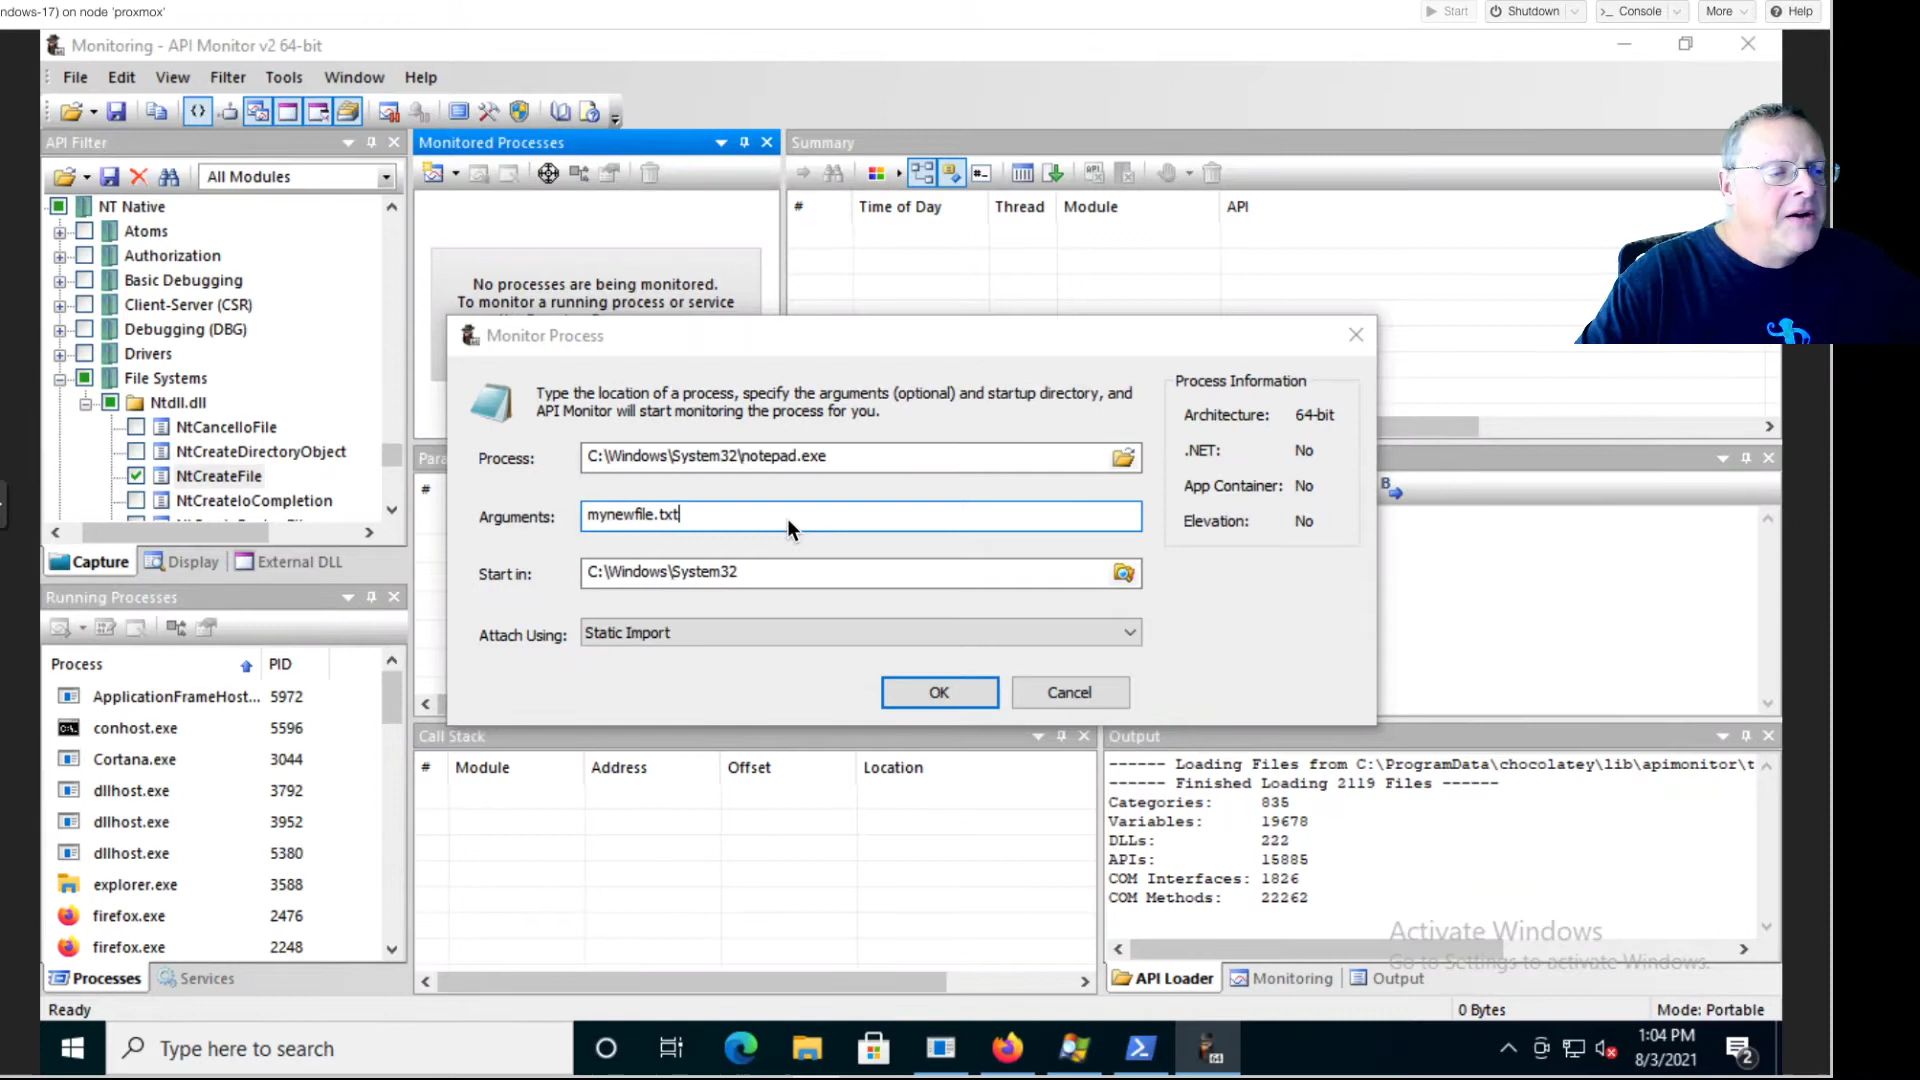 ndows-17) on node 'proxmox'
Start
Shutdown
Console
More
Help
Monitoring - API Monitor v2 64-bit
File Edit View Filter Tools Window Help
API Filter
All Modules
NT Native
Atoms
Authorization
Basic Debugging
Client-Server (CSR)
Debugging (DBG)
Drivers
File Systems
Ntdll.dll
NtCancelIoFile
NtCreateDirectoryObject
NtCreateFile
NtCreateIoCompletion
Capture Display External DLL
Monitored Processes
No processes are being monitored.
To monitor a running process or service
Summary
# Time of Day Thread Module API
Monitor Process
Type the location of a process, specify the arguments (optional) and startup directory, and
API Monitor will start monitoring the process for you.
Process: C:\Windows\System32\notepad.exe
Arguments: mynewfile.txt
Start in: C:\Windows\System32
Attach Using: Static Import
OK Cancel
Process Information
Architecture: 64-bit
.NET: No
App Container: No
Elevation: No
Para
#
Running Processes
Process PID
ApplicationFrameHost... 5972
conhost.exe 5596
Cortana.exe 3044
dllhost.exe 3792
dllhost.exe 3952
dllhost.exe 5380
explorer.exe 3588
firefox.exe 2476
firefox.exe 2248
Processes Services
Call Stack
# Module Address Offset Location
Output
------ Loading Files from C:\ProgramData\chocolatey\lib\apimonitor\t
------ Finished Loading 2119 Files ------
Categories: 835
Variables: 19678
DLLs: 222
APIs: 15885
COM Interfaces: 1826
COM Methods: 22262
Activate Windows
Go to Settings to activate Windows.
API Loader Monitoring Output
Ready
0 Bytes
Mode: Portable
Type here to search
64
1:04 PM
8/3/2021
2